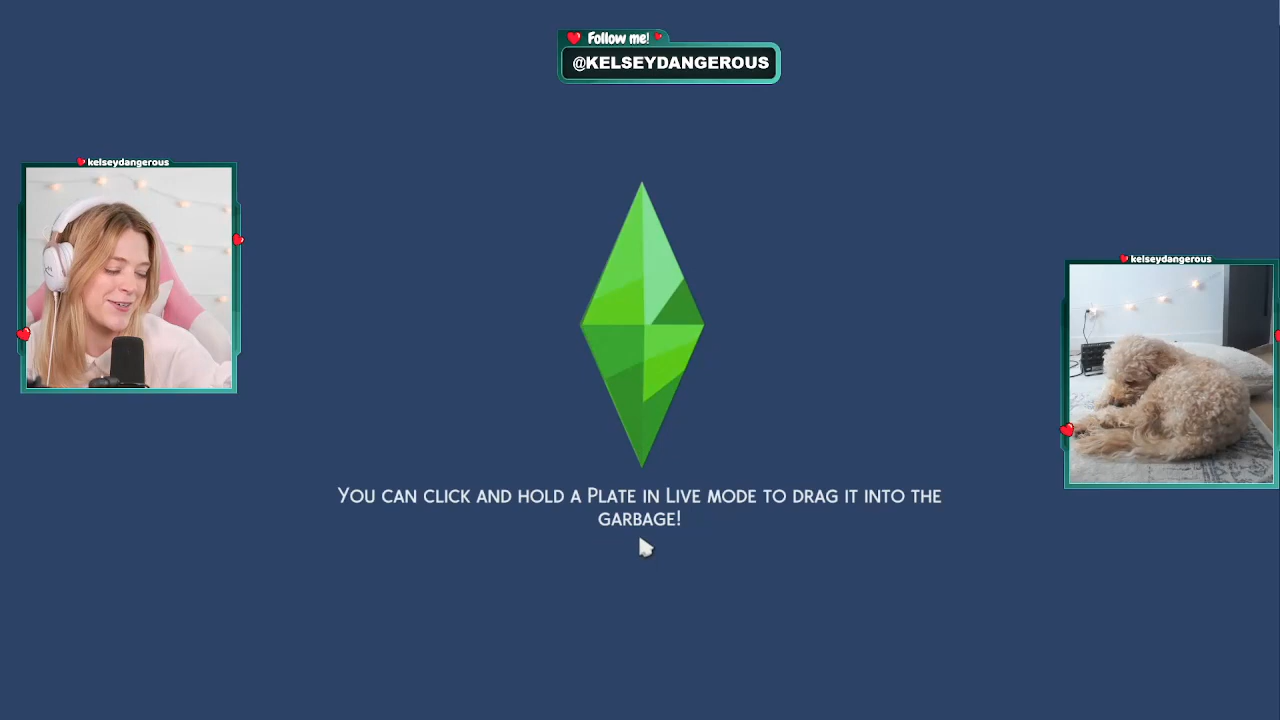 Follow me!
@KELSEYDANGEROUS
kelseydangerous
kelseydangerous
You can click and hold a Plate in Live mode to drag it into the
garbage!